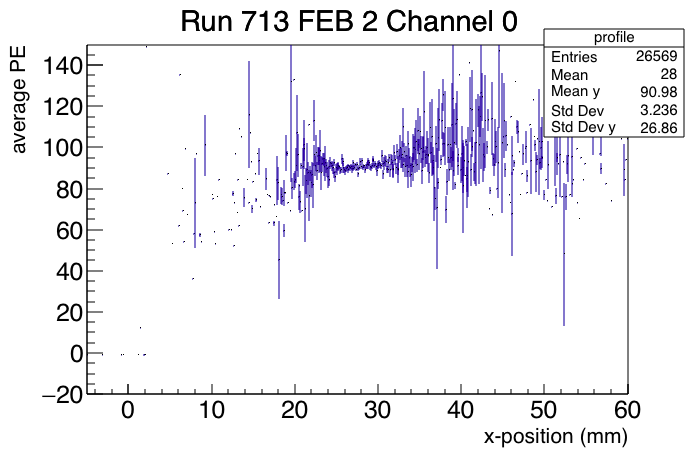 Run 713 FEB 2 Channel 0
average PE
profile
Entries 26569
Mean 28
Mean y 90.98
Std Dev 3.236
Std Dev y 26.86
140
120
100
80
60
40
20
0
−20
0 10 20 30 40 50 60
x-position (mm)